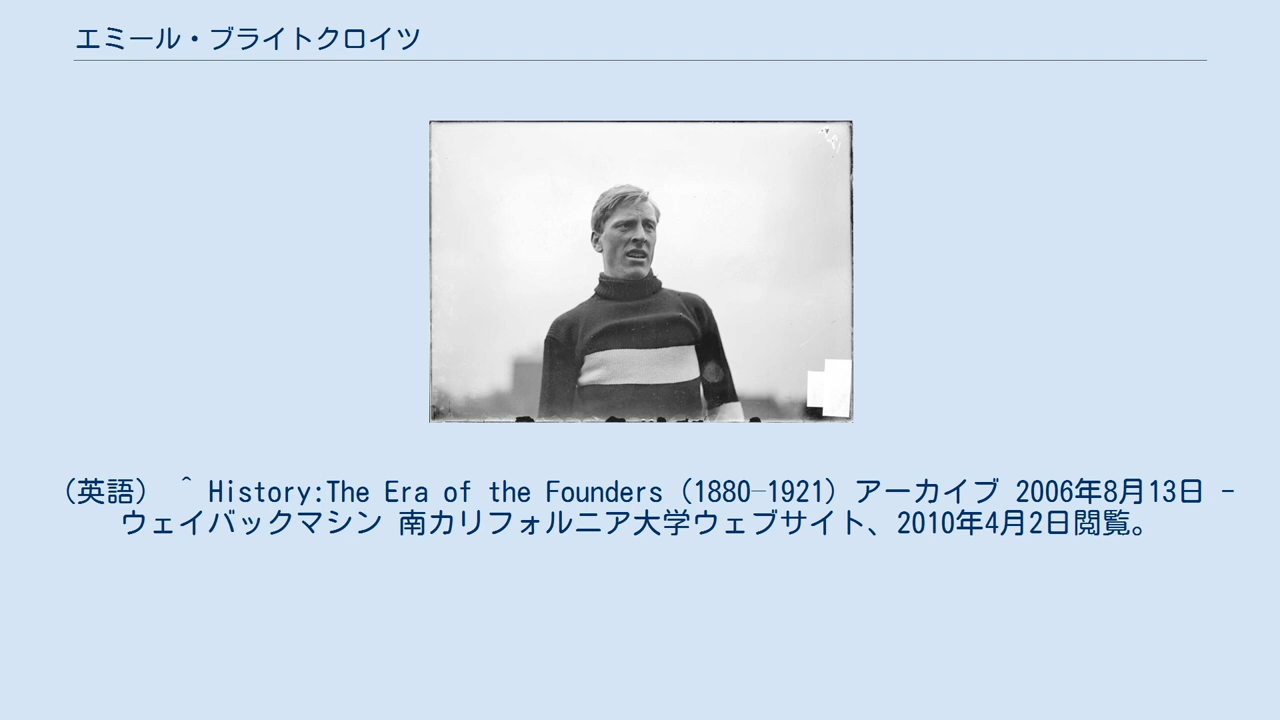 エミール・ブライトクロイツ
（英語） ^ History:The Era of the Founders（1880–1921）アーカイブ 2006年8月13日 -
ウェイバックマシン 南カリフォルニア大学ウェブサイト、2010年4月2日閲覧。